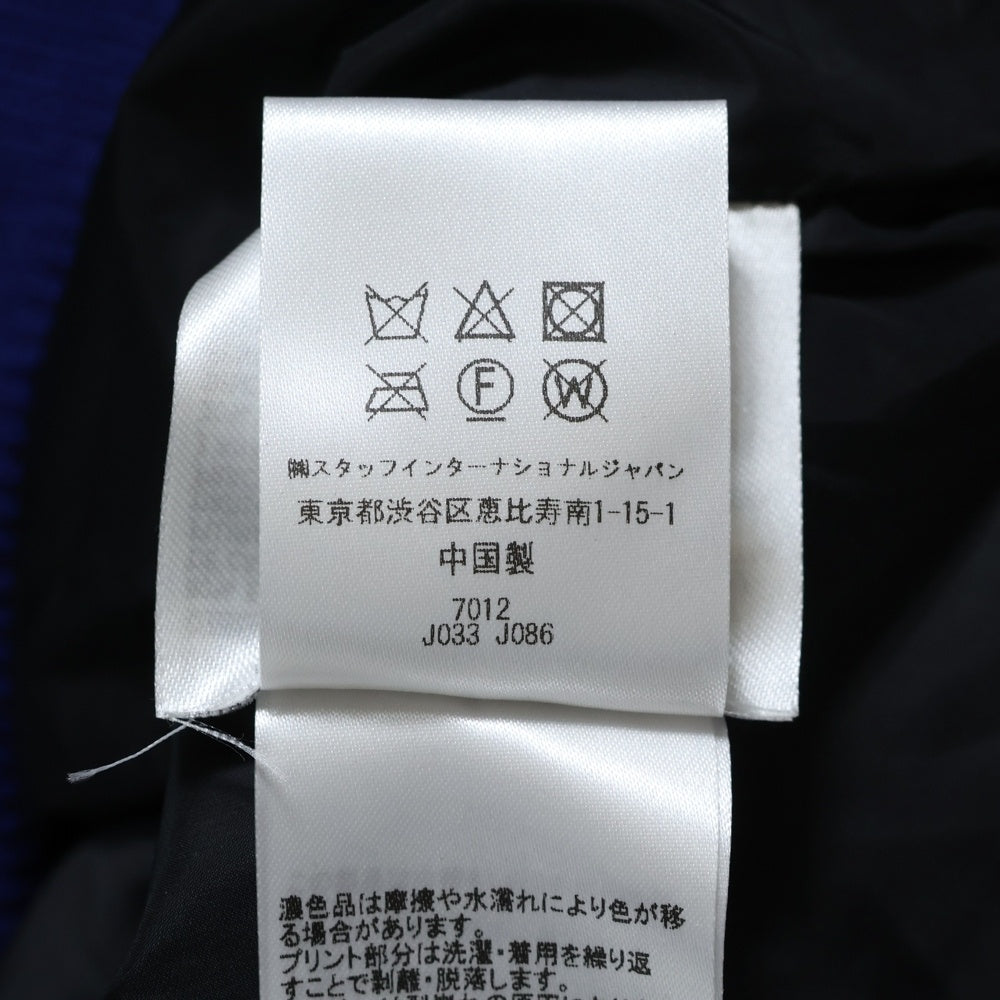 F W
㈱スタッフインターナショナルジャパン
東京都渋谷区恵比寿南1-15-1
中国製
7012
J033 J086
濃色品は摩擦や水濡れにより色が移
る場合があります。
プリント部分は洗濯・着用を繰り返
すことで剥離・脱落します。